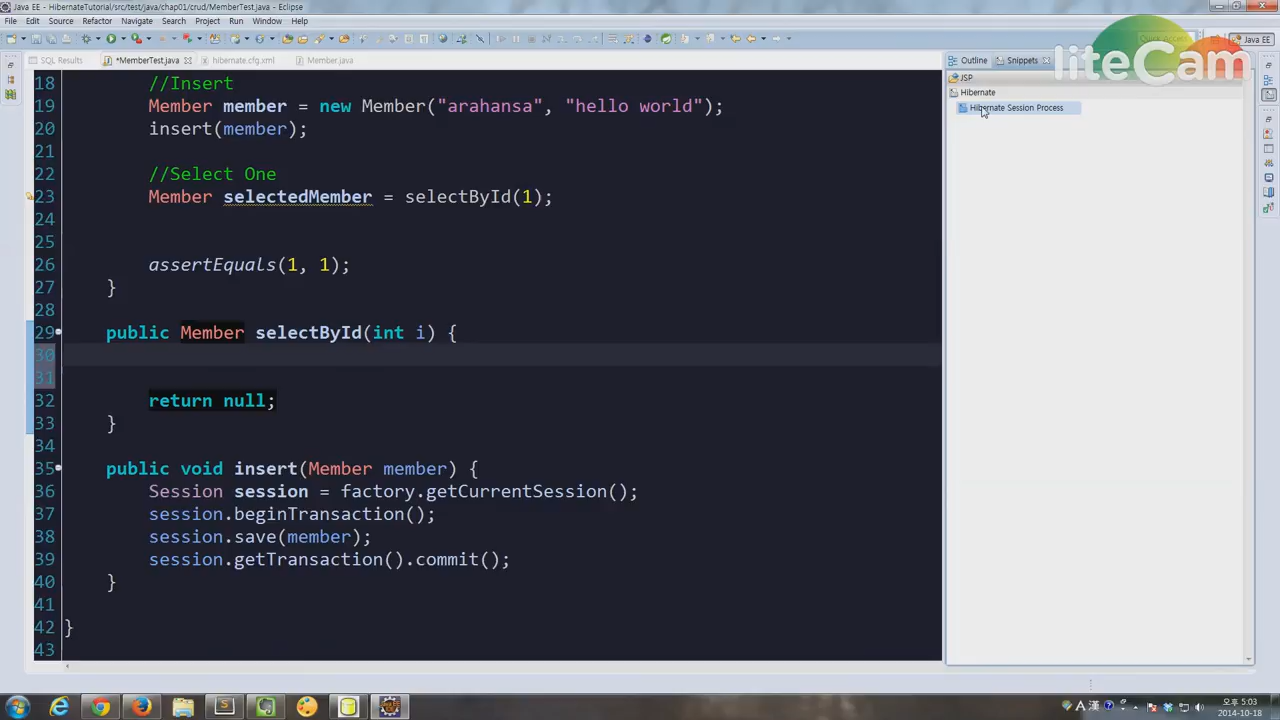 Java EE - HibernateTutorial/src/test/java/chap01/crud/MemberTest.java - Eclipse
File Edit Source Refactor Navigate Search Project Run Window Help
Java EE
liteCam
SQL Results *MemberTest.java hibernate.cfg.xml Member.java
Outline Snippets
JSP
Hibernate
Hibernate Session Process
18 //Insert
19 Member member = new Member("arahansa", "hello world");
20 insert(member);
21
22 //Select One
23 Member selectedMember = selectById(1);
24
25
26 assertEquals(1, 1);
27 }
28
29 public Member selectById(int i) {
30
31
32 return null;
33 }
34
35 public void insert(Member member) {
36 Session session = factory.getCurrentSession();
37 session.beginTransaction();
38 session.save(member);
39 session.getTransaction().commit();
40 }
41
42 }
43
A 漢
오후 5:03
2014-10-18